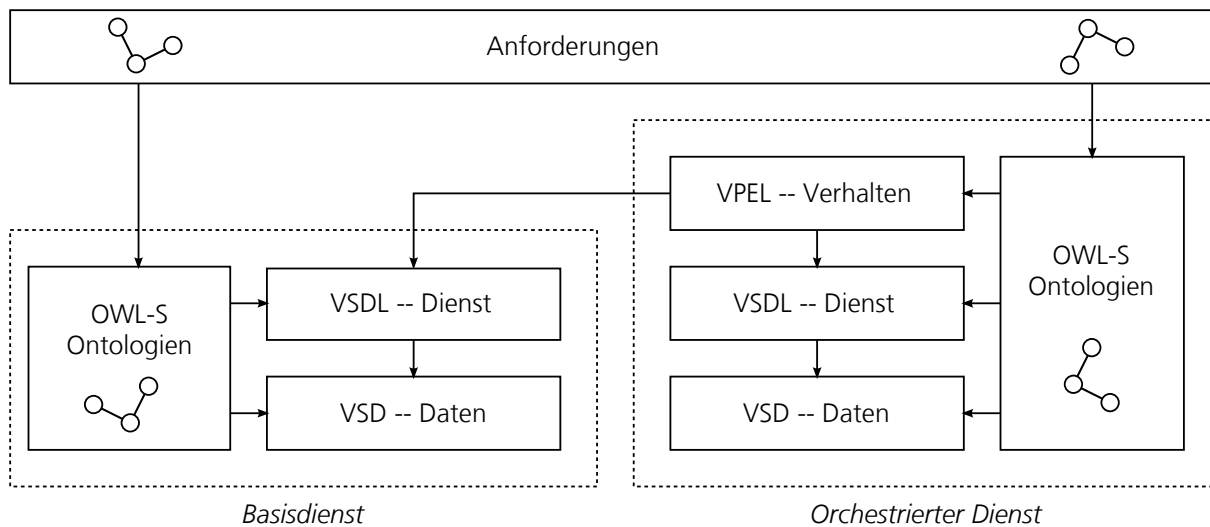 Anforderungen
VPEL -- Verhalten
OWL-S
Ontologien
VSDL -- Dienst
VSD -- Daten
OWL-S
Ontologien
VSDL -- Dienst
VSD -- Daten
Basisdienst
Orchestrierter Dienst